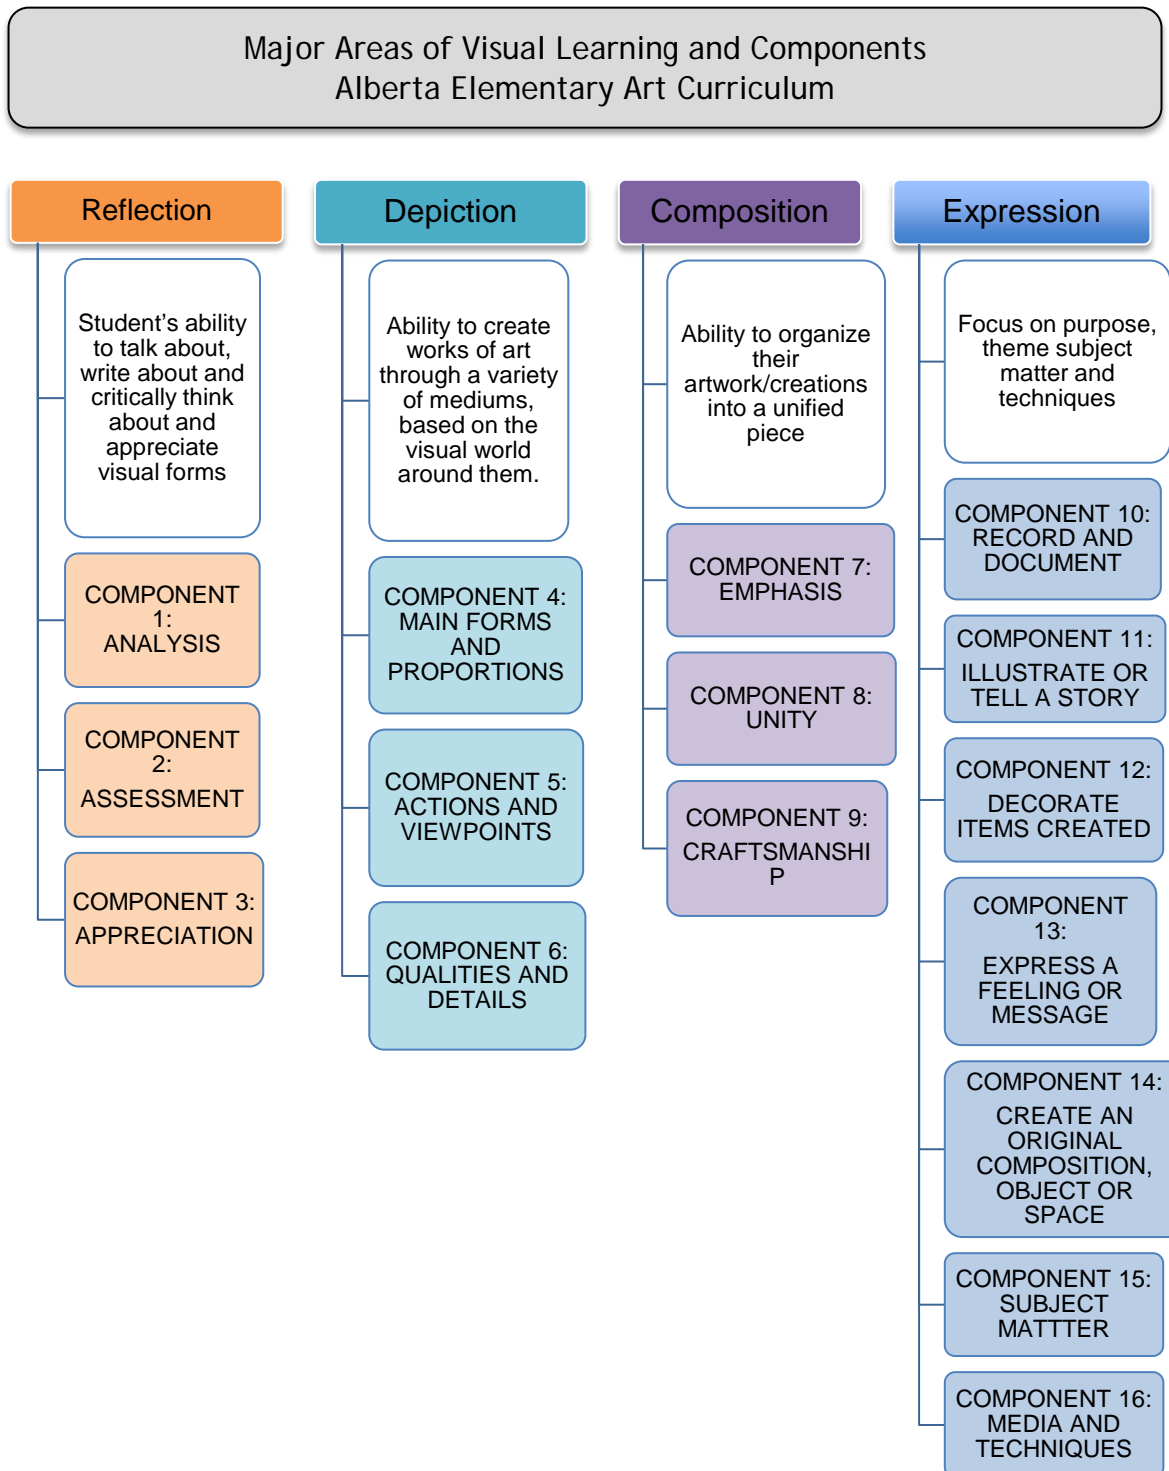 Major Areas of Visual Learning and Components
Alberta Elementary Art Curriculum
Reflection
Student's ability
to talk about,
write about and
critically think
about and
appreciate
visual forms
COMPONENT
1:
ANALYSIS
COMPONENT
2:
ASSESSMENT
COMPONENT 3:
APPRECIATION
Depiction
Ability to create
works of art
through a variety
of mediums,
based on the
visual world
around them.
COMPONENT 4:
MAIN FORMS
AND
PROPORTIONS
COMPONENT 5:
ACTIONS AND
VIEWPOINTS
COMPONENT 6:
QUALITIES AND
DETAILS
Composition
Ability to organize
their
artwork/creations
into a unified
piece
COMPONENT 7:
EMPHASIS
COMPONENT 8:
UNITY
COMPONENT 9:
CRAFTSMANSHI
P
Expression
Focus on purpose,
theme subject
matter and
techniques
COMPONENT 10:
RECORD AND
DOCUMENT
COMPONENT 11:
ILLUSTRATE OR
TELL A STORY
COMPONENT 12:
DECORATE
ITEMS CREATED
COMPONENT
13:
EXPRESS A
FEELING OR
MESSAGE
COMPONENT 14:
CREATE AN
ORIGINAL
COMPOSITION,
OBJECT OR
SPACE
COMPONENT 15:
SUBJECT
MATTTER
COMPONENT 16:
MEDIA AND
TECHNIQUES